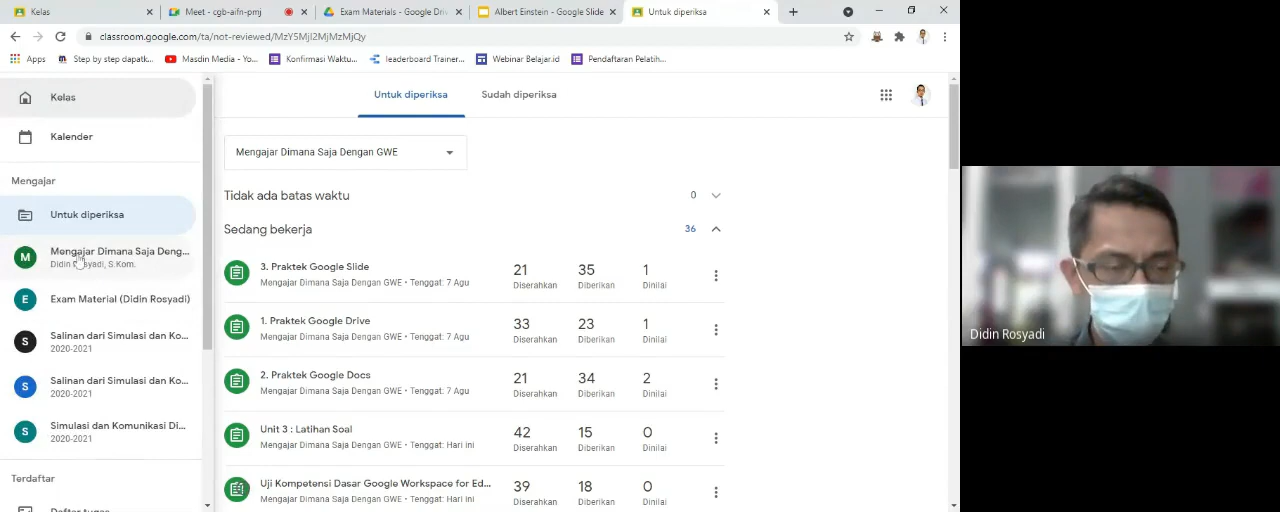 Kelas
Meet - cgb-aifn-pmj
Exam Materials - Google Driv
Albert Einstein - Google Slide
Untuk diperiksa
classroom.google.com/ta/not-reviewed/MzY5MjI2MjMzMjQy
Apps
Step by step dapatk...
Masdin Media - Yo...
Konfirmasi Waktu...
leaderboard Trainer...
Webinar Belajar.id
Pendaftaran Pelatih...
Kelas
Kalender
Mengajar
Untuk diperiksa
M
Mengajar Dimana Saja Deng...
Didin Rosyadi, S.Kom.
E
Exam Material (Didin Rosyadi)
S
Salinan dari Simulasi dan Ko...
2020-2021
S
Salinan dari Simulasi dan Ko...
2020-2021
S
Simulasi dan Komunikasi Di...
2020-2021
Terdaftar
Daftar tugas
Untuk diperiksa
Sudah diperiksa
Mengajar Dimana Saja Dengan GWE
Tidak ada batas waktu
0
Sedang bekerja
36
3. Praktek Google Slide
Mengajar Dimana Saja Dengan GWE • Tenggat: 7 Agu
21
Diserahkan
35
Diberikan
1
Dinilai
1. Praktek Google Drive
Mengajar Dimana Saja Dengan GWE • Tenggat: 7 Agu
33
Diserahkan
23
Diberikan
1
Dinilai
2. Praktek Google Docs
Mengajar Dimana Saja Dengan GWE • Tenggat: 7 Agu
21
Diserahkan
34
Diberikan
2
Dinilai
Unit 3 : Latihan Soal
Mengajar Dimana Saja Dengan GWE • Tenggat: Hari ini
42
Diserahkan
15
Diberikan
0
Dinilai
Uji Kompetensi Dasar Google Workspace for Ed...
Mengajar Dimana Saja Dengan GWE • Tenggat: Hari ini
39
Diserahkan
18
Diberikan
0
Dinilai
Didin Rosyadi